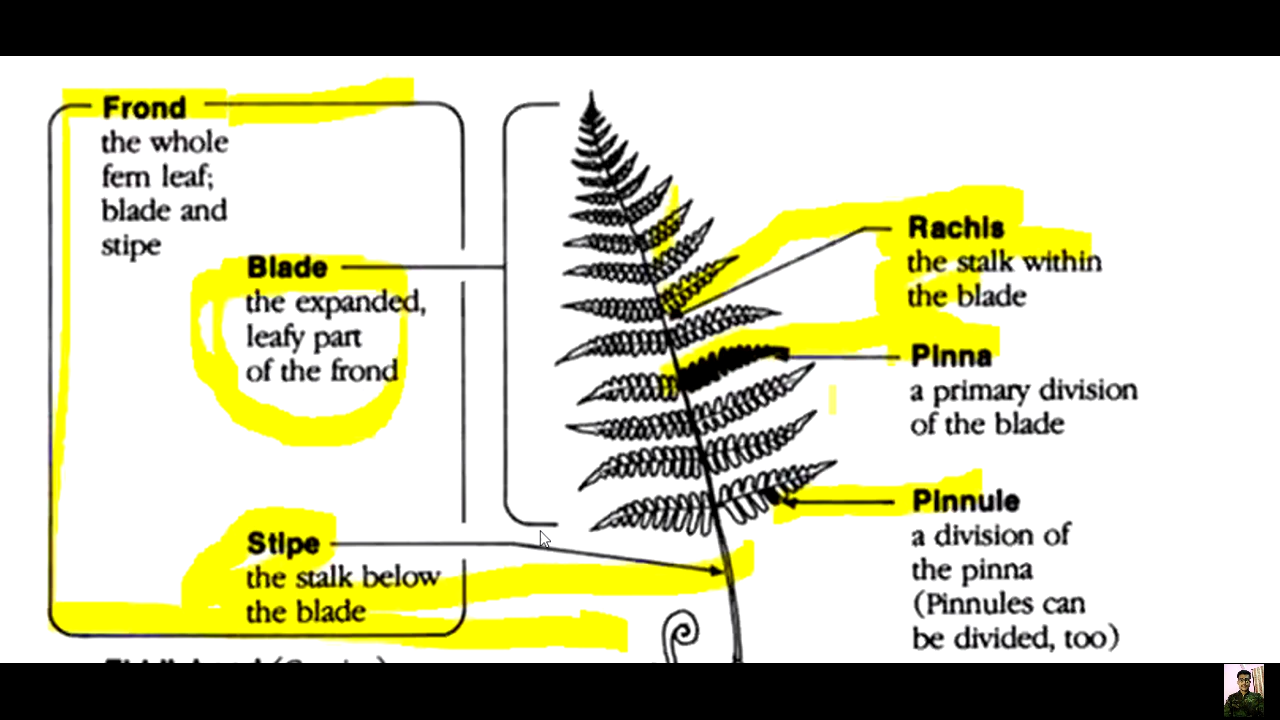 Frond
the whole
fern leaf;
blade and
stipe
Blade
the expanded,
leafy part
of the frond
Stipe
the stalk below
the blade
Rachis
the stalk within
the blade
Pinna
a primary division
of the blade
Pinnule
a division of
the pinna
(Pinnules can
be divided, too)